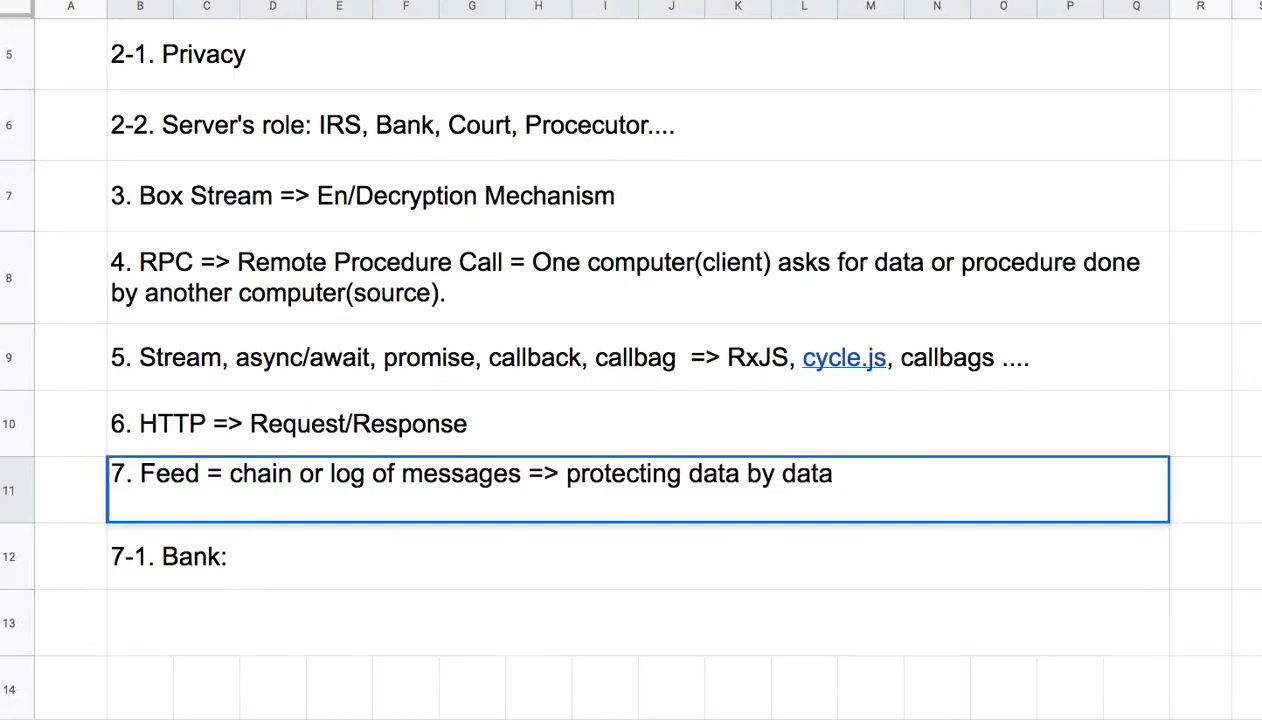 B C D E F G H I J K L M N O P Q R
5 2-1. Privacy
6 2-2. Server's role: IRS, Bank, Court, Procecutor....
7 3. Box Stream => En/Decryption Mechanism
8 4. RPC => Remote Procedure Call = One computer(client) asks for data or procedure done
by another computer(source).
9 5. Stream, async/await, promise, callback, callbag => RxJS, cycle.js, callbags ....
10 6. HTTP => Request/Response
11 7. Feed = chain or log of messages => protecting data by data
12 7-1. Bank:
13
14